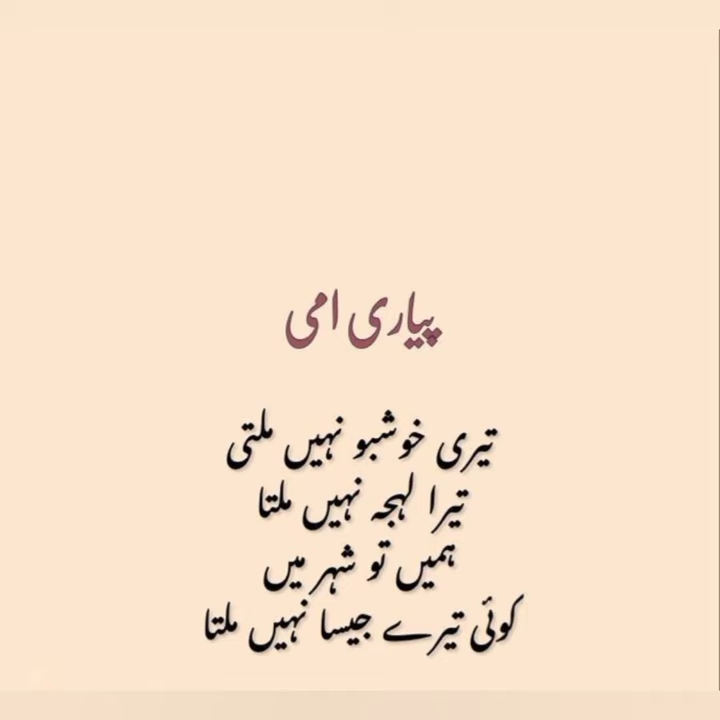 پیاری امی
تیری خوشبو نہیں ملتی
تیرا لہجہ نہیں ملتا
ہمیں تو شہر میں
کوئی تیرے جیسا نہیں ملتا